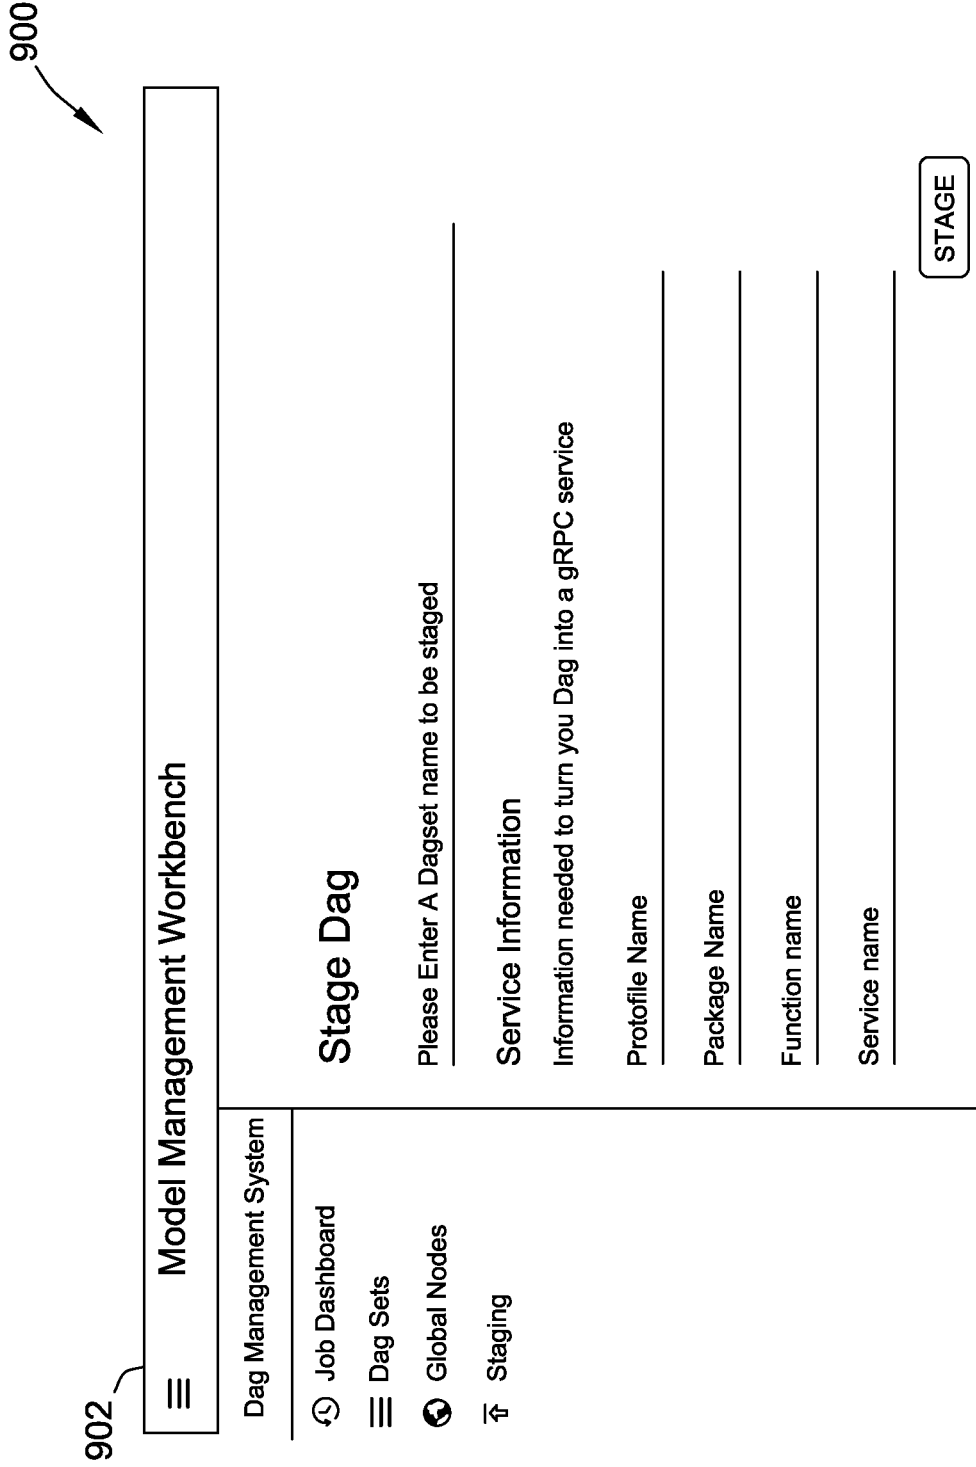 900
902
Model Management Workbench
Dag Management System
Job Dashboard
Dag Sets
Global Nodes
Staging
Stage Dag
Please Enter A Dagset name to be staged
Service Information
Information needed to turn you Dag into a gRPC service
Protofile Name
Package Name
Function name
Service name
STAGE